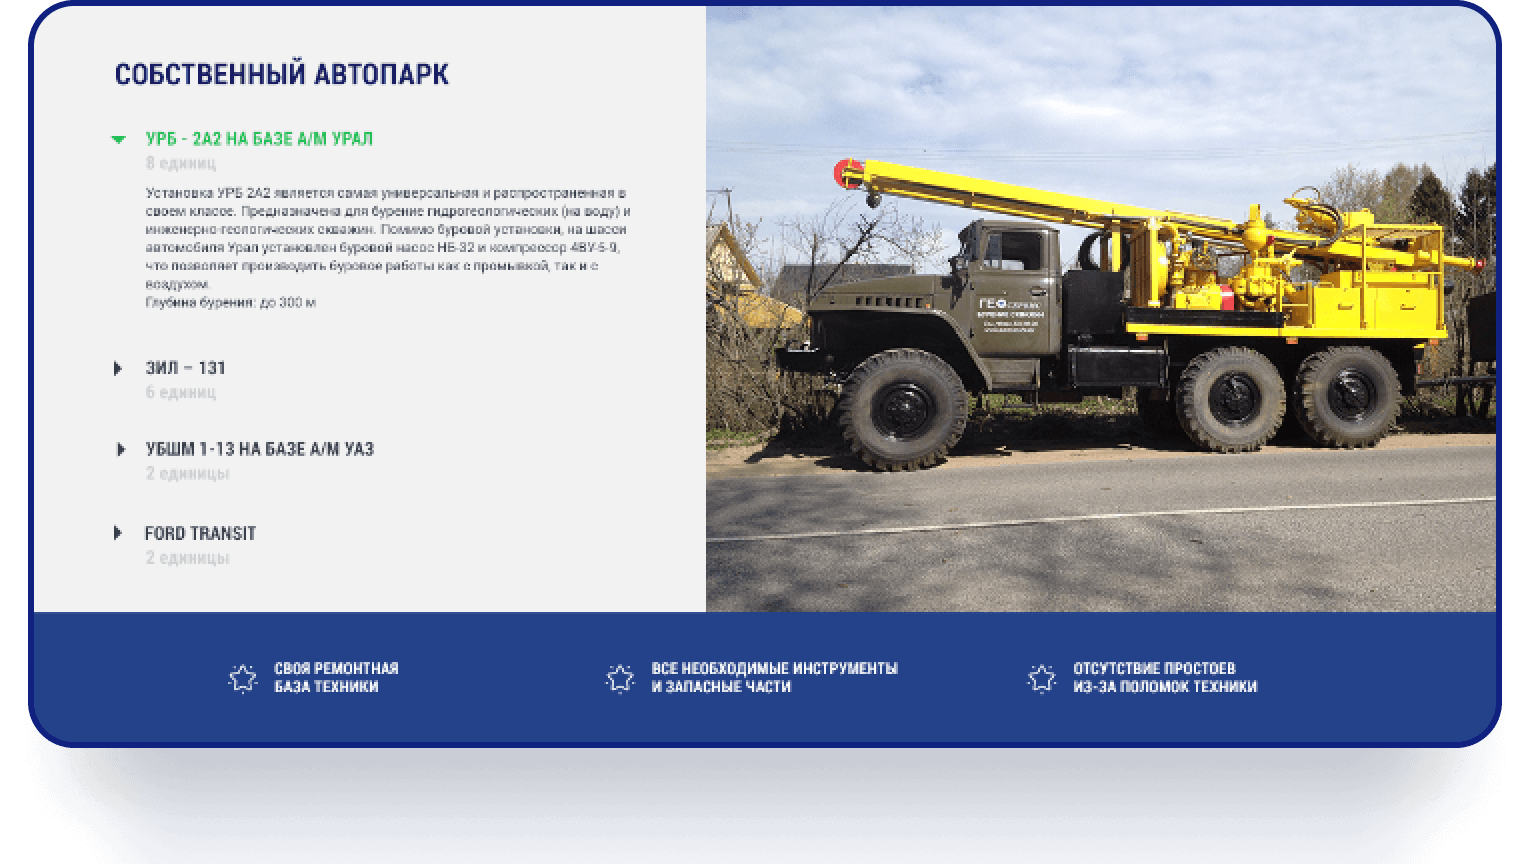 СОБСТВЕННЫЙ АВТОПАРК
УРБ - 2А2 НА БАЗЕ А/М УРАЛ
8 единиц
Установка УРБ 2А2 является самая универсальная и распространенная в
своем классе. Предназначена для бурение гидрогеологических (на воду) и
инженерно-геологических скважин. Помимо буровой установки, на шасси
автомобиля Урал установлен буровой насос НБ-32 и компрессор 4ВУ-5-9,
что позволяет производить буровое работы как с промывкой, так и с
воздухом.
Глубина бурения: до 300 м
ЗИЛ – 131
6 единиц
УБШМ 1-13 НА БАЗЕ А/М УАЗ
2 единицы
FORD TRANSIT
2 единицы
ГЕО
БУРЕНИЕ СКВАЖИН
СВОЯ РЕМОНТНАЯ
БАЗА ТЕХНИКИ
ВСЕ НЕОБХОДИМЫЕ ИНСТРУМЕНТЫ
И ЗАПАСНЫЕ ЧАСТИ
ОТСУТСТВИЕ ПРОСТОЕВ
ИЗ-ЗА ПОЛОМОК ТЕХНИКИ